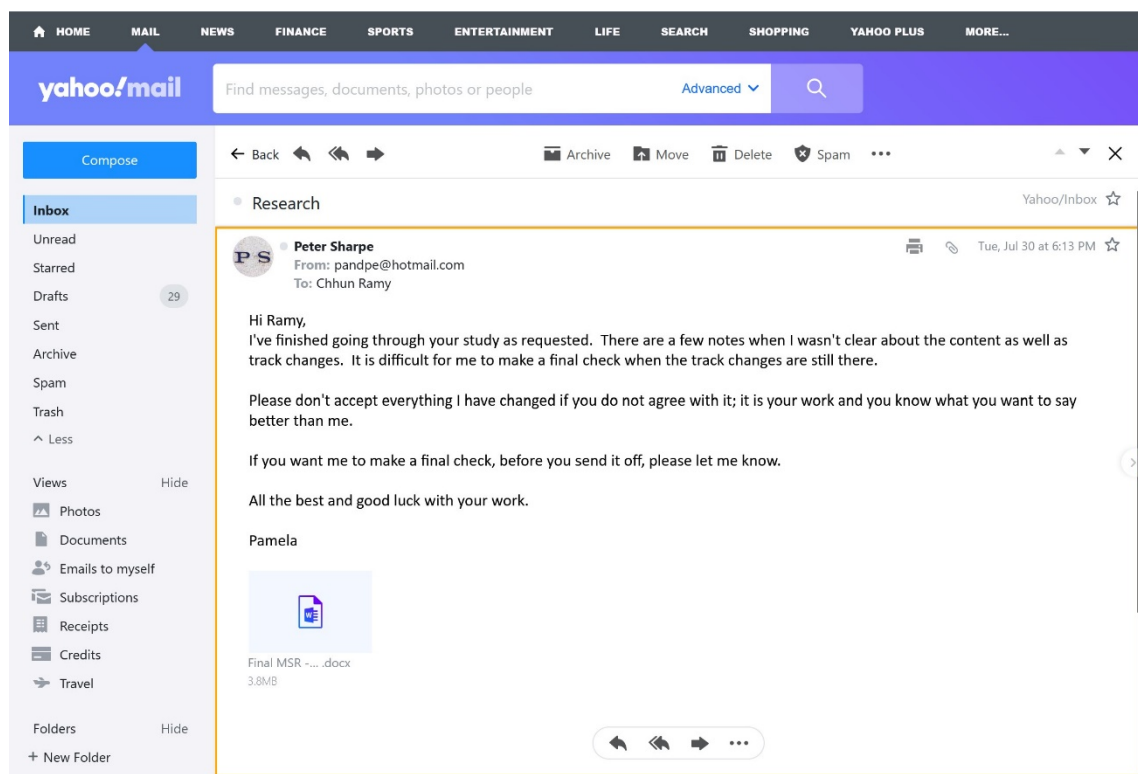 HOME MAIL NEWS FINANCE SPORTS ENTERTAINMENT LIFE SEARCH SHOPPING YAHOO PLUS MORE...
yahoo!mail
Find messages, documents, photos or people Advanced
Compose
Back Archive Move Delete Spam
Inbox
Unread
Starred
Drafts 29
Sent
Archive
Spam
Trash
Less
Views Hide
Photos
Documents
Emails to myself
Subscriptions
Receipts
Credits
Travel
Folders Hide
+ New Folder
Research Yahoo/Inbox
P S
Peter Sharpe Tue, Jul 30 at 6:13 PM
From: pandpe@hotmail.com
To: Chhun Ramy
Hi Ramy,
I've finished going through your study as requested. There are a few notes when I wasn't clear about the content as well as
track changes. It is difficult for me to make a final check when the track changes are still there.
Please don't accept everything I have changed if you do not agree with it; it is your work and you know what you want to say
better than me.
If you want me to make a final check, before you send it off, please let me know.
All the best and good luck with your work.
Pamela
W
Final MSR -... .docx
3.8MB